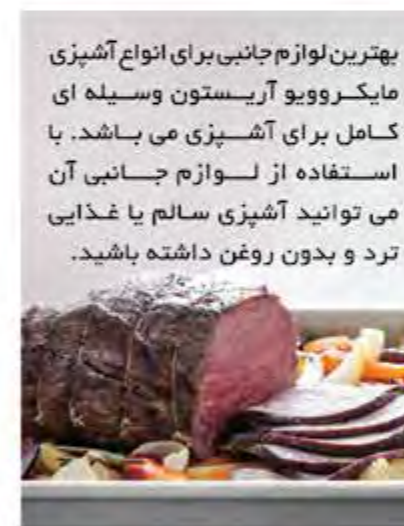 بهترین لوازم جانبی برای انواع آشپزی
مایکروویو آریستون وسیله ای
کامل برای آشپزی می باشد. با
استفاده از لوازم جانبی آن
می توانید آشپزی سالم یا غذایی
ترد و بدون روغن داشته باشید.